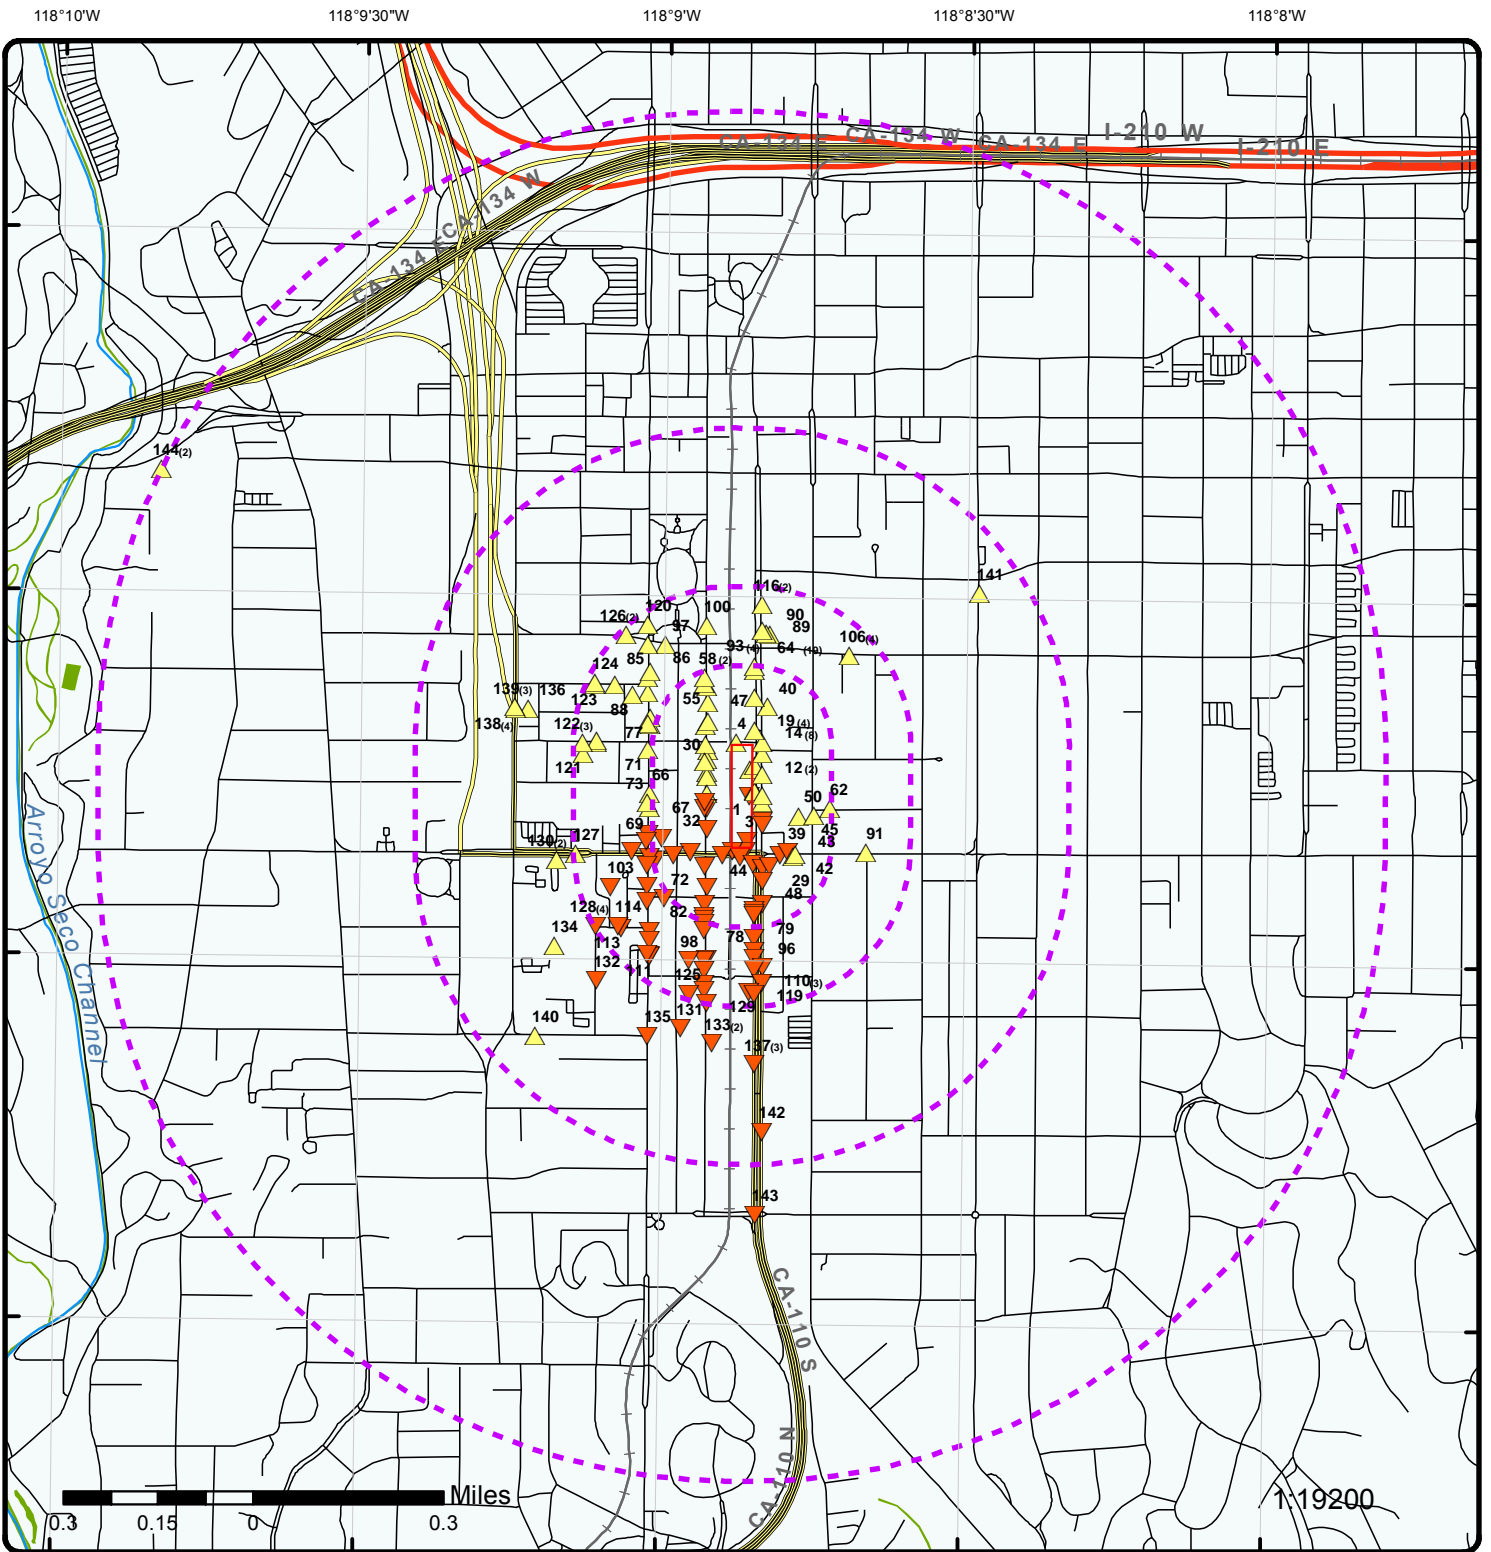 118°10'W 118°9'30"W 118°9'W 118°8'30"W 118°8'W
CA-134 E CA-134 W CA-134 E I-210 W I-210 E
CA-134 W
CA-134 E
144(2)
141
116(2)
120 100 90
126(2) 97 89
93(4) 64(19) 106(4)
124 85 86 58(2)
139(3) 136 123 55 47 40
138(4) 122(3) 88 4 19(4)
77 30 14(8)
121 71 66 12(2)
73 67 1 50 62
69 32 3 39 45
130(2) 127 43 91
103 72 44 42
29
128(4) 114 82 48
134 113 98 78 79
132 111 125 96
110(3)
129 119
140 135 131 133(2)
137(3)
142
143
Arroyo Seco Channel
CA-110 S
CA-110 N
Miles
0.3 0.15 0 0.3
1:19200